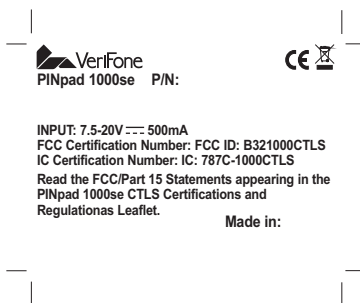 VeriFone
PINpad 1000se P/N:
INPUT: 7.5-20V 500mA
FCC Certification Number: FCC ID: B321000CTLS
IC Certification Number: IC: 787C-1000CTLS
Read the FCC/Part 15 Statements appearing in the
PINpad 1000se CTLS Certifications and
Regulationas Leaflet.
Made in: